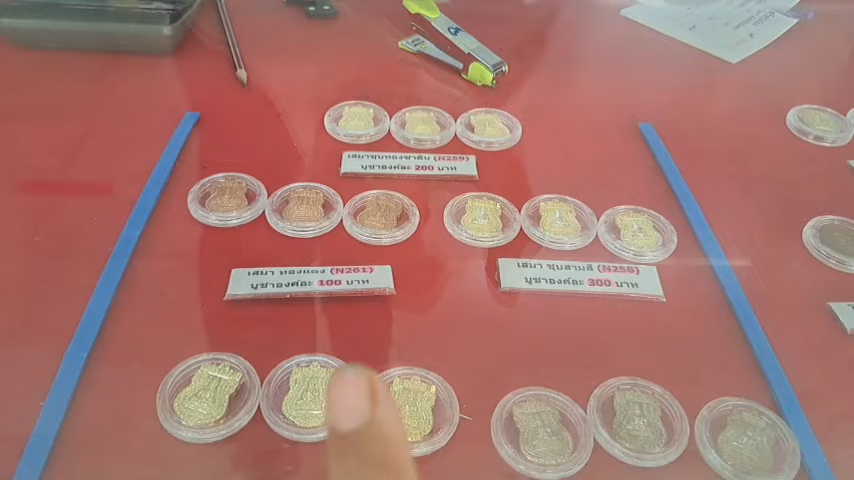 เสมาชุบทองซาติน (N259)
บูชาองค์ละ 200 บาท
เสมา ทองแดง (N261)
บูชาองค์ละ 100 บาท
เสมา ชุบสามสี (N258)
บูชาองค์ละ 300 บาท